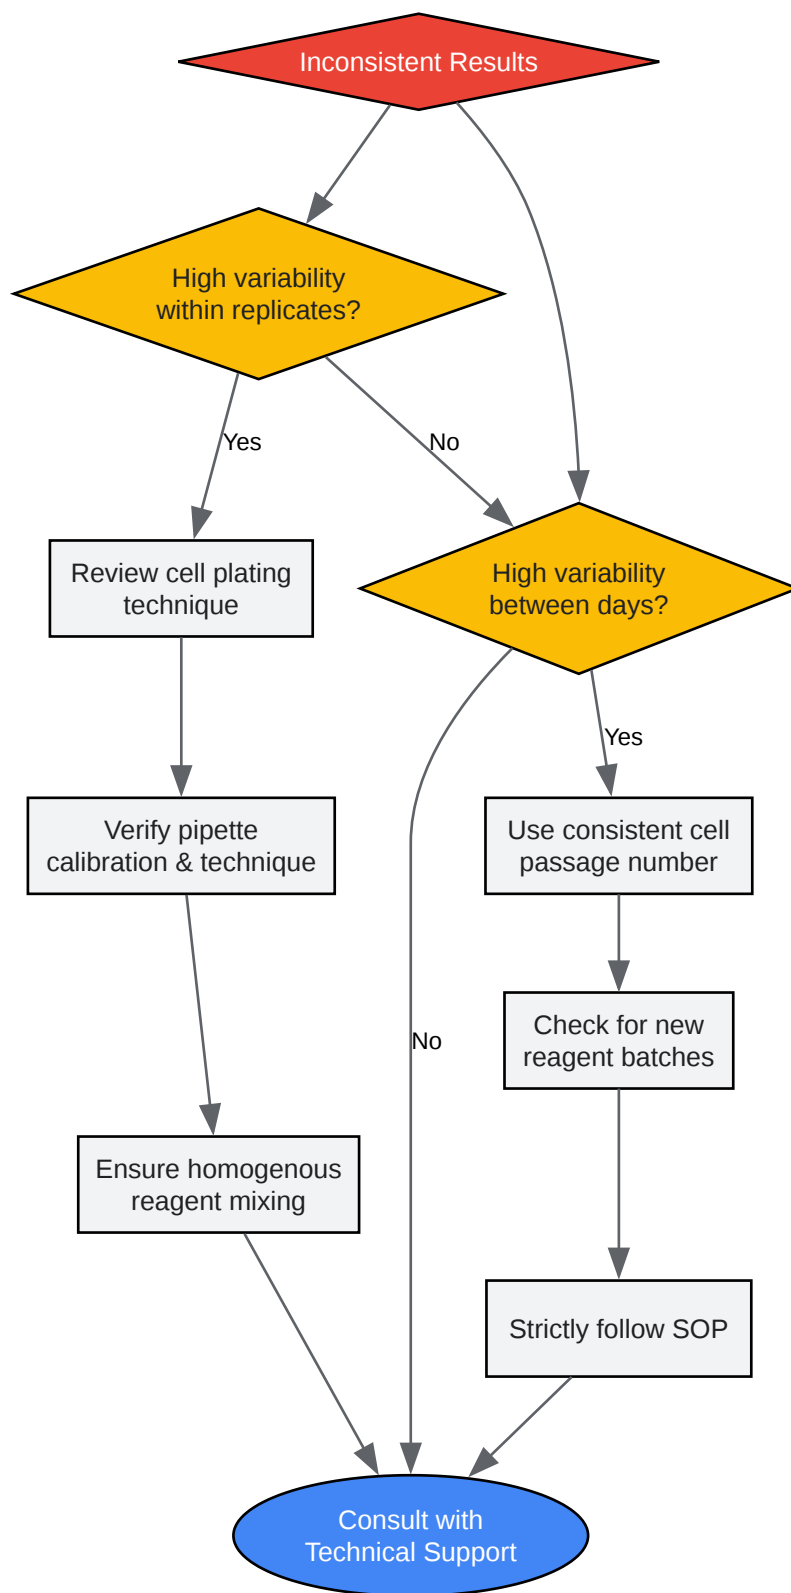 Inconsistent Results
High variability
within replicates?
Yes
No
Review cell plating
technique
High variability
between days?
Yes
Verify pipette
calibration & technique
Use consistent cell
passage number
Check for new
reagent batches
No
Ensure homogenous
reagent mixing
Strictly follow SOP
Consult with
Technical Support